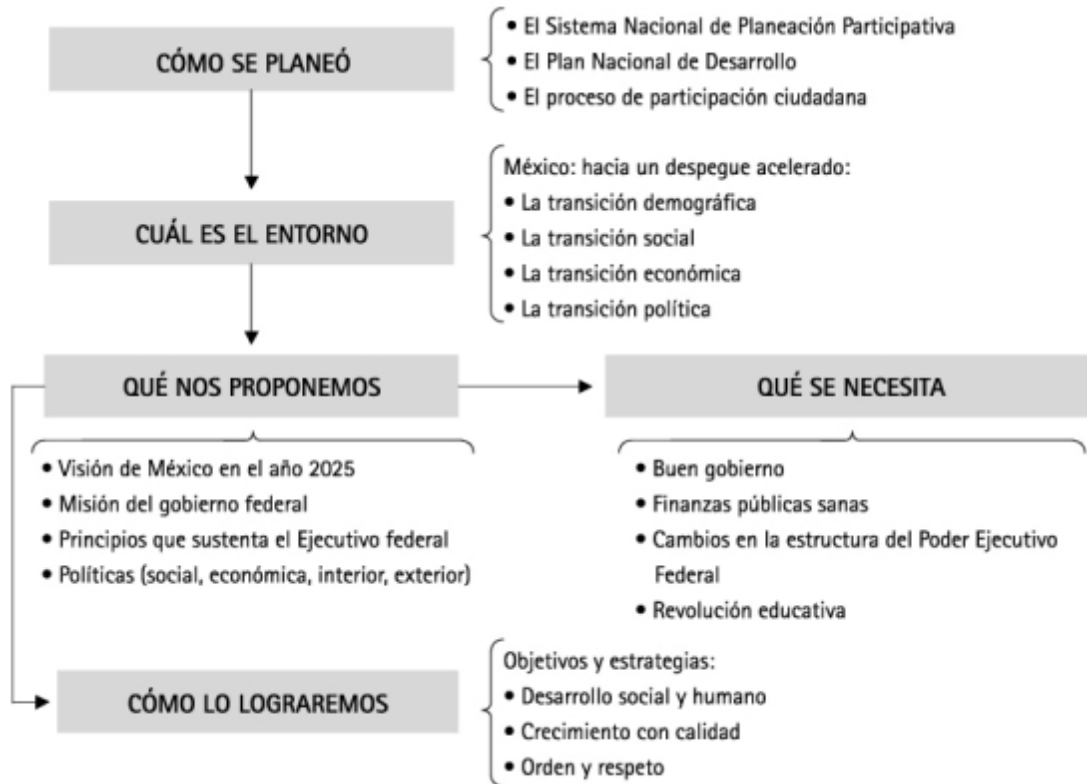 CÓMO SE PLANEÓ
• El Sistema Nacional de Planeación Participativa
• El Plan Nacional de Desarrollo
• El proceso de participación ciudadana
CUÁL ES EL ENTORNO
México: hacia un despegue acelerado:
• La transición demográfica
• La transición social
• La transición económica
• La transición política
QUÉ NOS PROPONEMOS
• Visión de México en el año 2025
• Misión del gobierno federal
• Principios que sustenta el Ejecutivo federal
• Políticas (social, económica, interior, exterior)
QUÉ SE NECESITA
• Buen gobierno
• Finanzas públicas sanas
• Cambios en la estructura del Poder Ejecutivo
Federal
• Revolución educativa
CÓMO LO LOGRAREMOS
Objetivos y estrategias:
• Desarrollo social y humano
• Crecimiento con calidad
• Orden y respeto